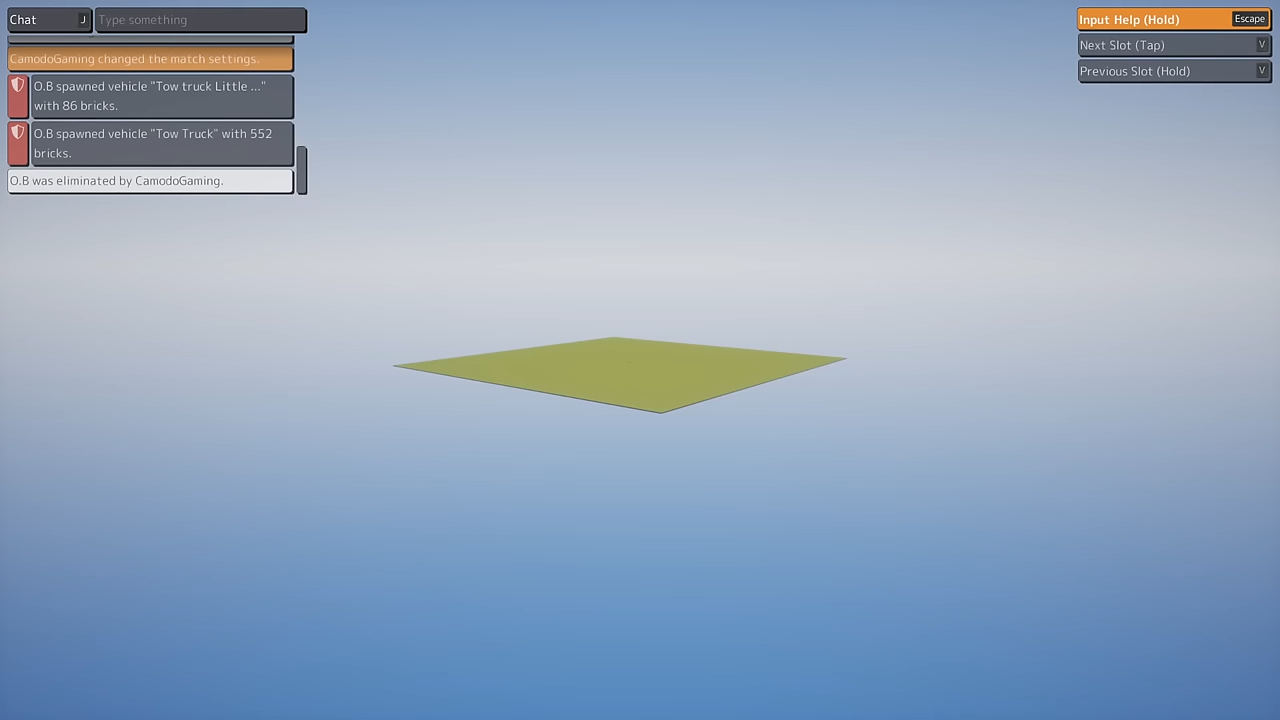 Chat J Type something
CamodoGaming changed the match settings.
O.B spawned vehicle "Tow truck Little ..."
with 86 bricks.
O.B spawned vehicle "Tow Truck" with 552
bricks.
O.B was eliminated by CamodoGaming.
Input Help (Hold) Escape
Next Slot (Tap) V
Previous Slot (Hold) V